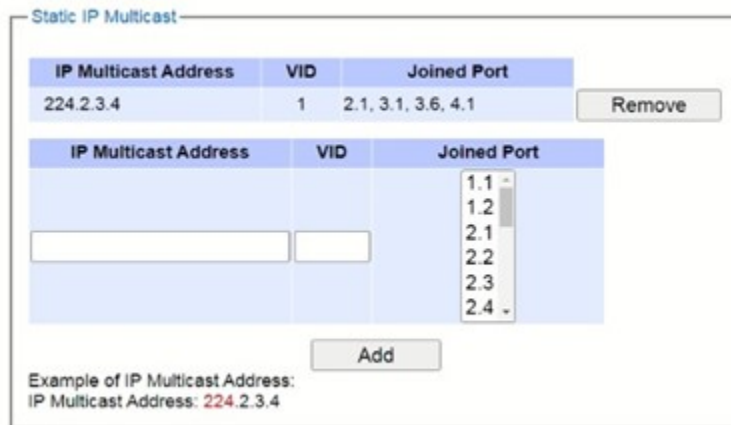 Static IP Multicast
IP Multicast Address VID Joined Port
224.2.3.4 1 2.1, 3.1, 3.6, 4.1 Remove
IP Multicast Address VID Joined Port
1.1
1.2
2.1
2.2
2.3
2.4
Add
Example of IP Multicast Address:
IP Multicast Address: 224.2.3.4